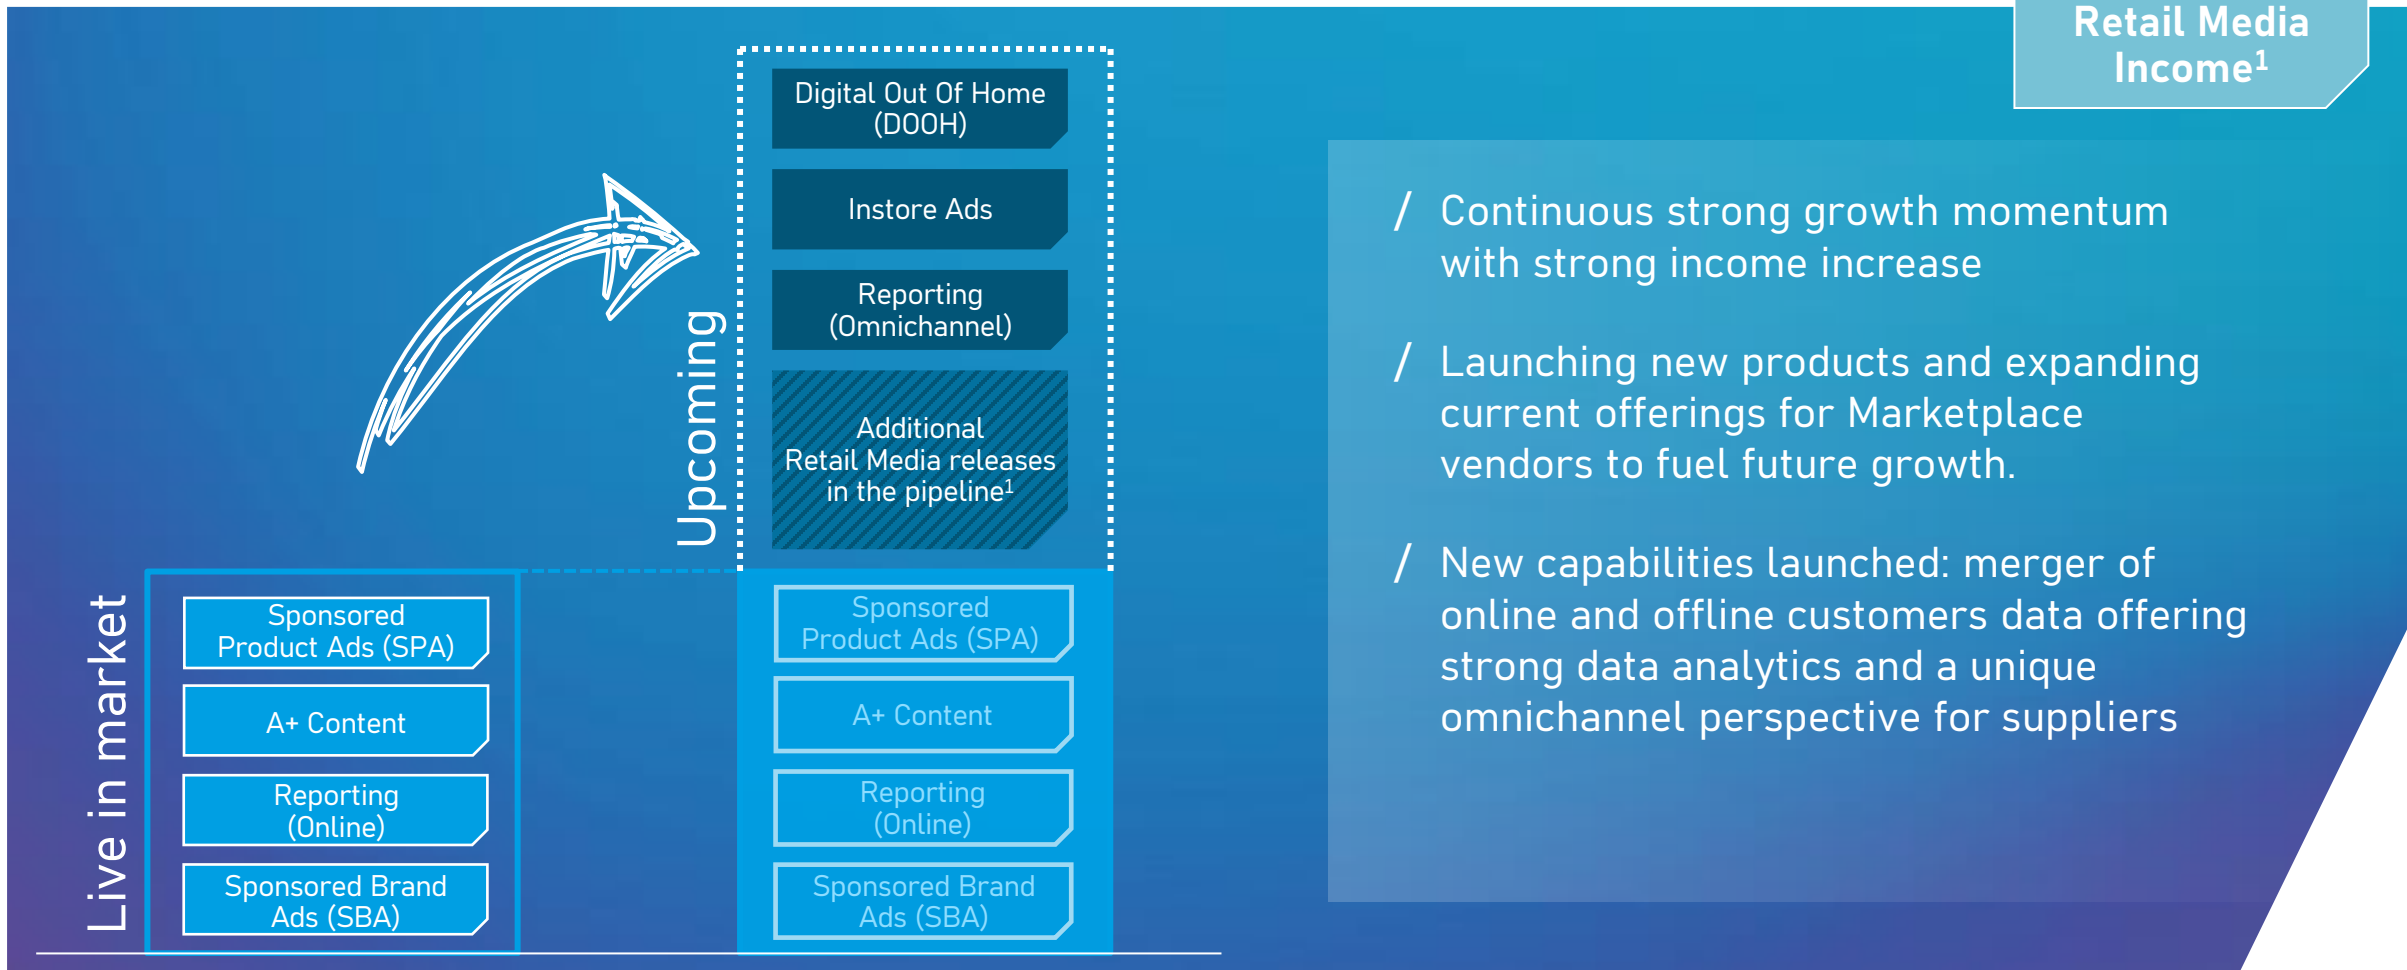 Retail Media
Income¹
Digital Out Of Home
(DOOH)
Instore Ads
Reporting
(Omnichannel)
Additional
Retail Media releases
in the pipeline¹
Upcoming
Live in market
Sponsored
Product Ads (SPA)
A+ Content
Reporting
(Online)
Sponsored Brand
Ads (SBA)
Sponsored
Product Ads (SPA)
A+ Content
Reporting
(Online)
Sponsored Brand
Ads (SBA)
/ Continuous strong growth momentum
with strong income increase
/ Launching new products and expanding
current offerings for Marketplace
vendors to fuel future growth.
/ New capabilities launched: merger of
online and offline customers data offering
strong data analytics and a unique
omnichannel perspective for suppliers